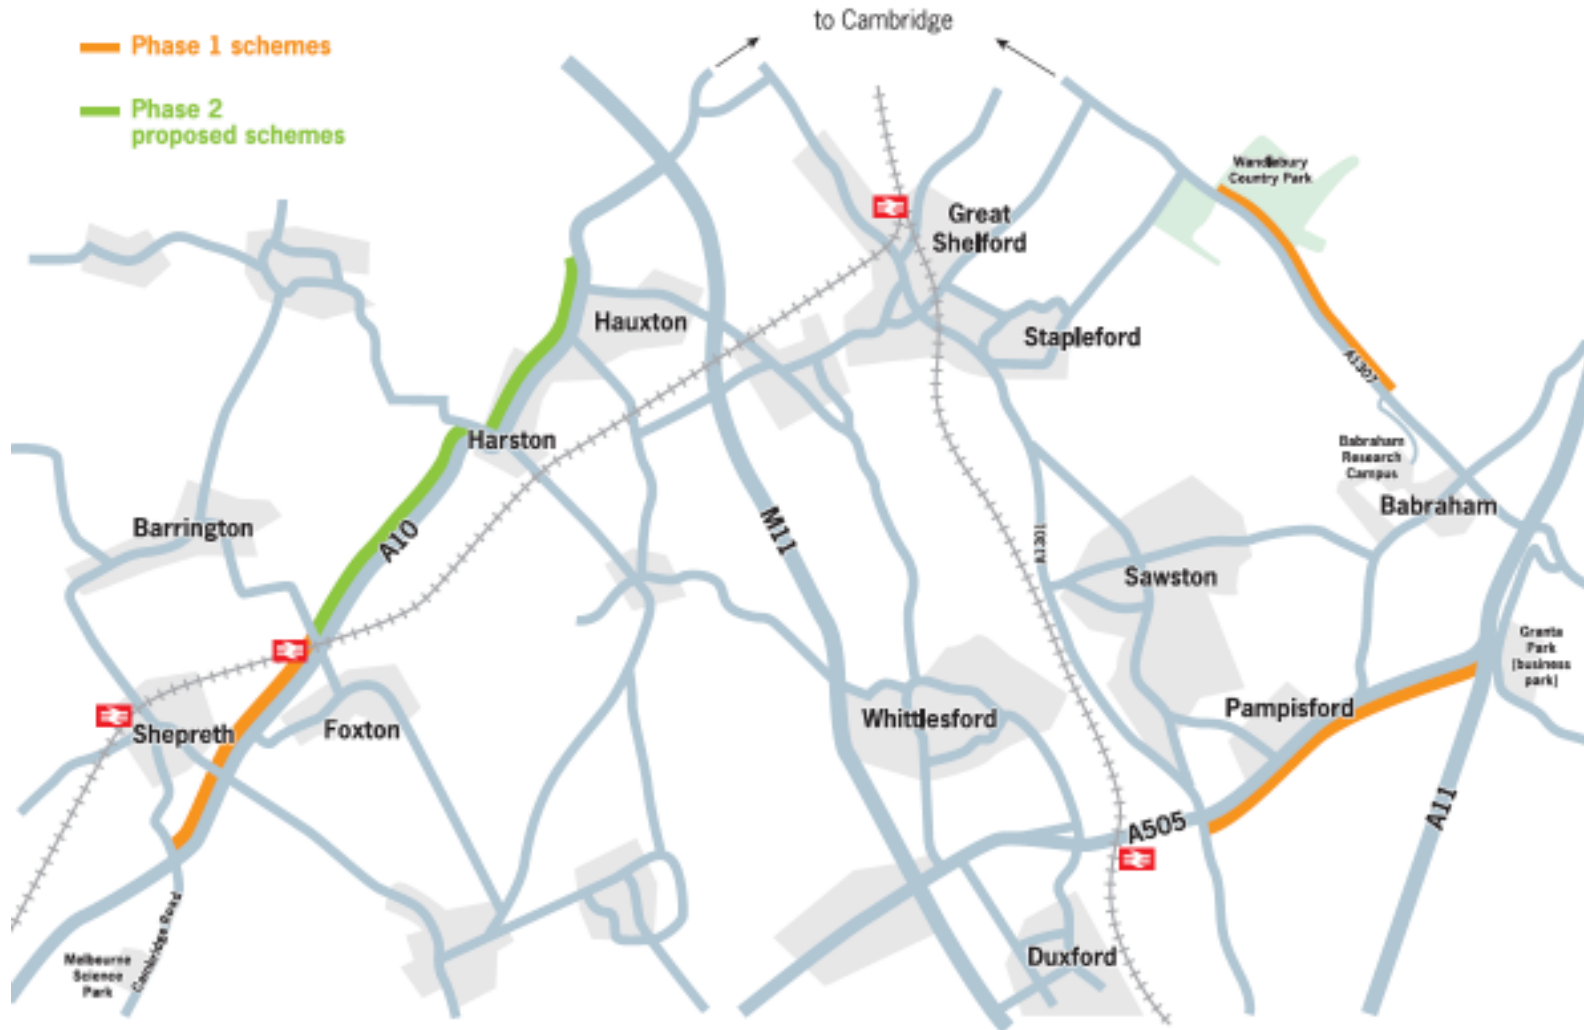 to Cambridge
Phase 1 schemes
Phase 2
proposed schemes
Wandlebury
Country Park
Great
Shelford
Hauxton
Stapleford
A1307
Harston
Babraham
Research
Campus
Babraham
Barrington
A10
M11
A1301
Sawston
Granta
Park
(business
park)
Shepreth
Foxton
Whittlesford
Pampisford
A505
A11
Melbourne
Science
Park
Cambridge Road
Duxford